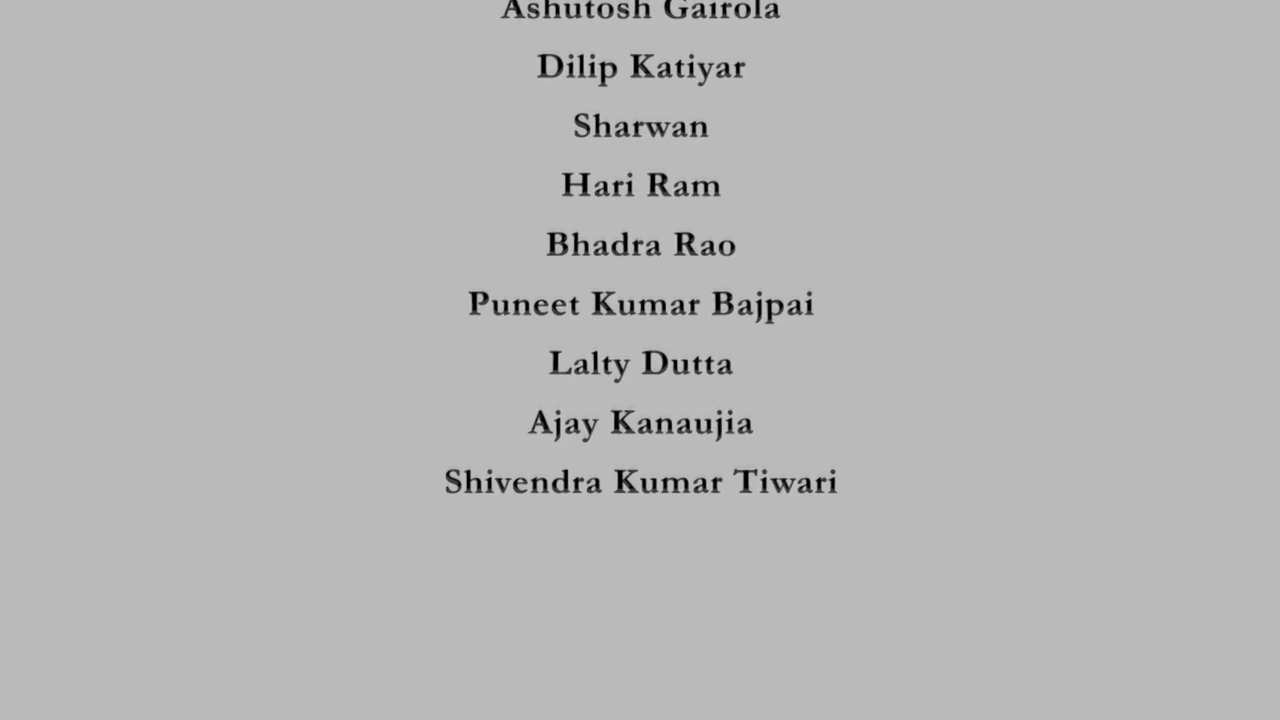 Ashutosh Gairola
Dilip Katiyar
Sharwan
Hari Ram
Bhadra Rao
Puneet Kumar Bajpai
Lalty Dutta
Ajay Kanaujia
Shivendra Kumar Tiwari